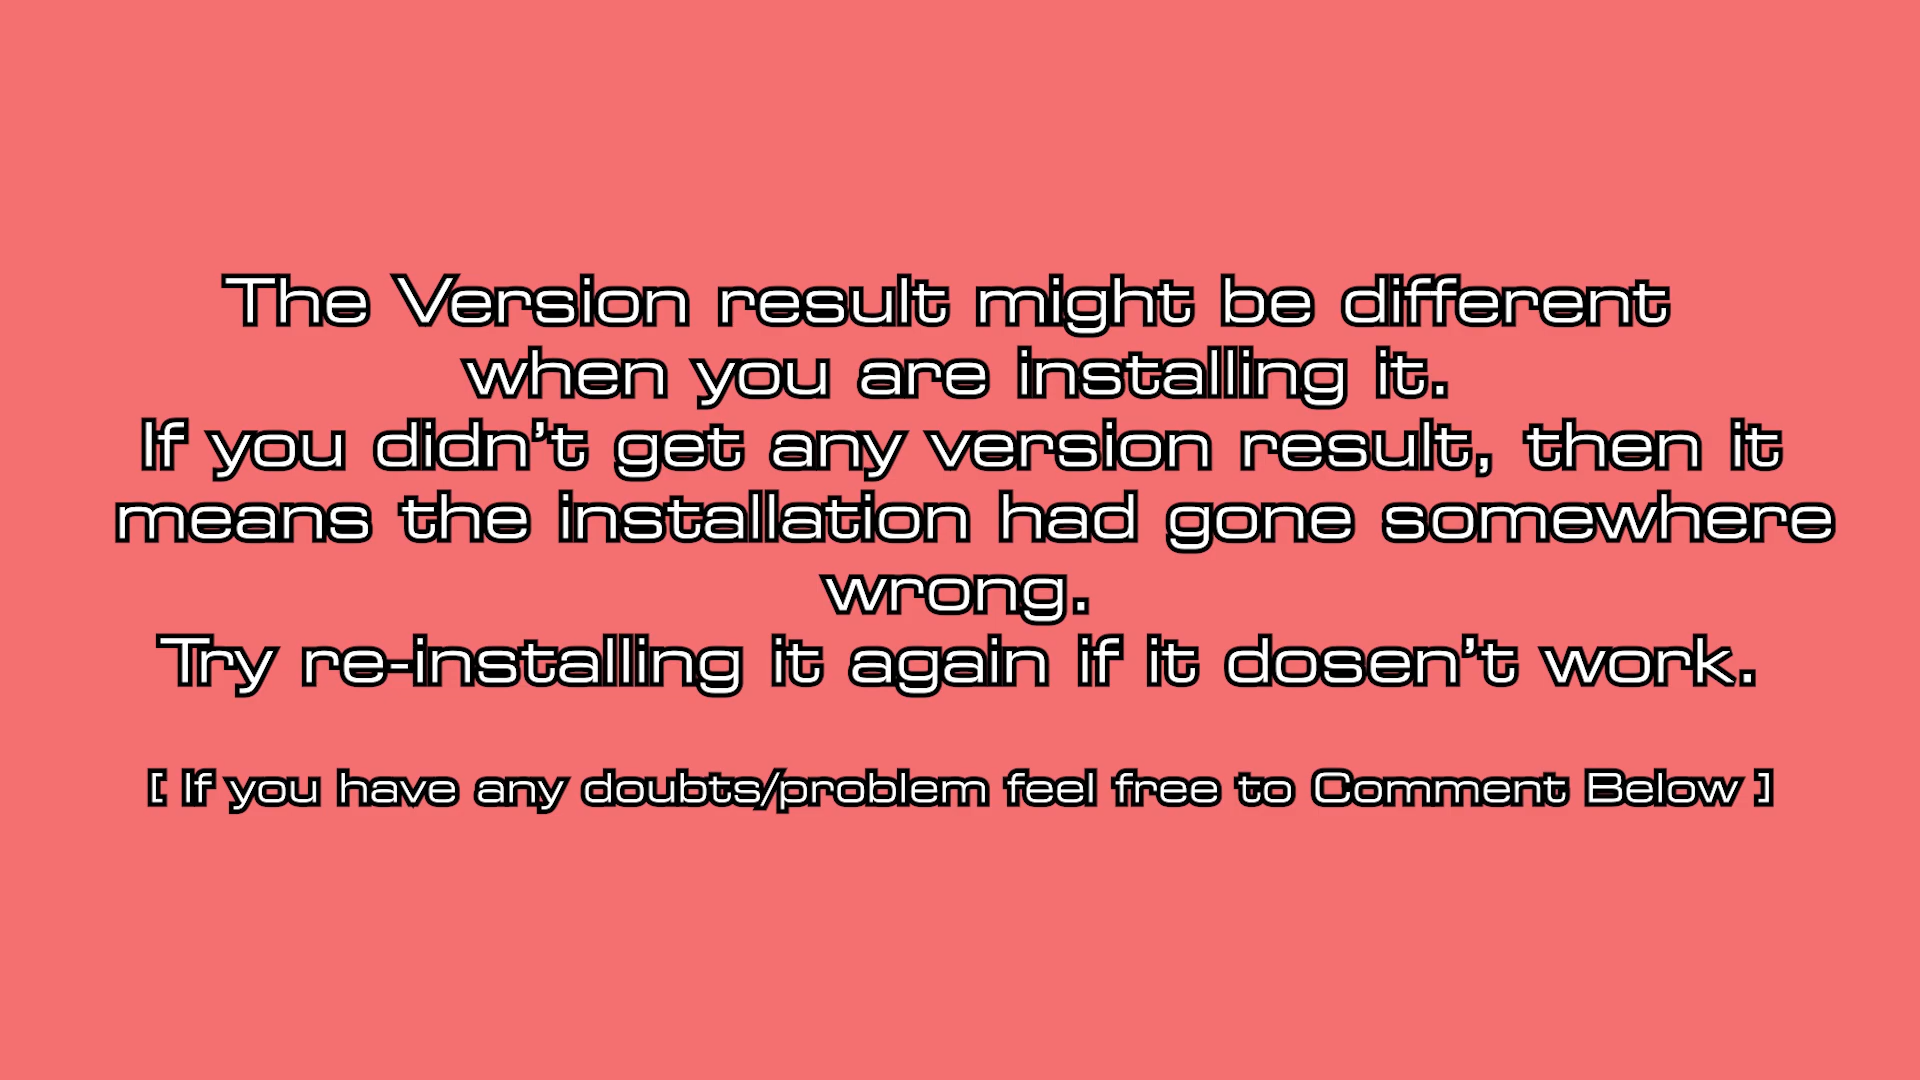 The Version result might be different
when you are installing it.
If you didn't get any version result, then it
means the installation had gone somewhere
wrong.
Try re-installing it again if it dosen't work.
[ If you have any doubts/problem feel free to Comment Below ]